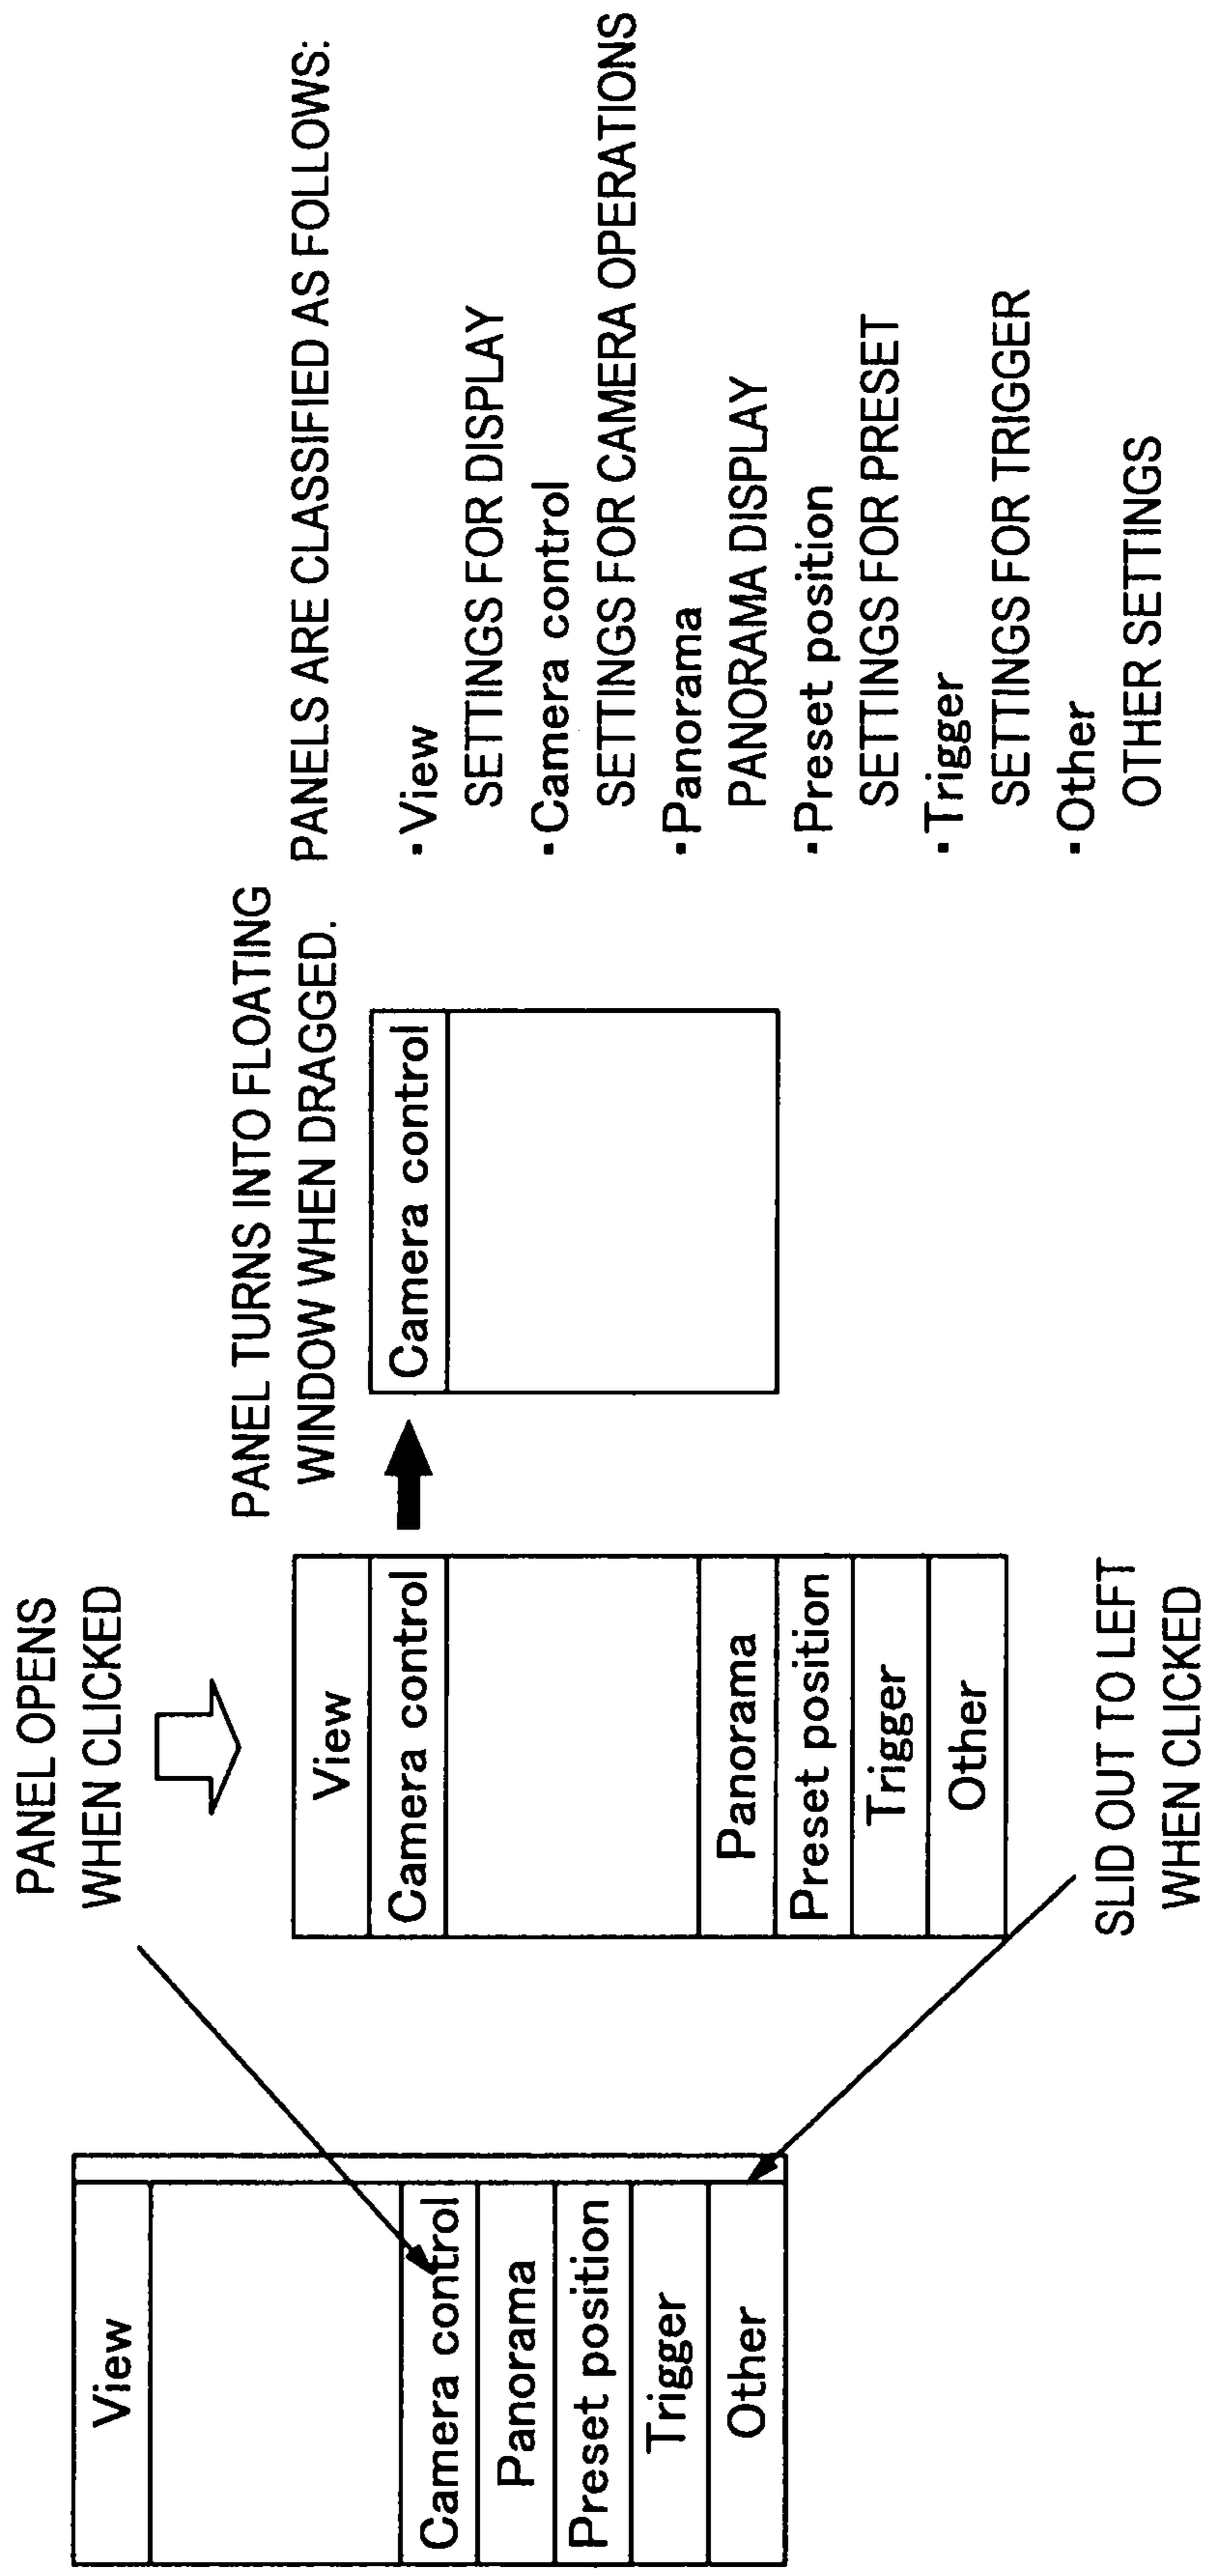 PANEL OPENS
WHEN CLICKED
View
Camera control
Panorama
Preset position
Trigger
Other
View
Camera control
Panorama
Preset position
Trigger
Other
SLID OUT TO LEFT
WHEN CLICKED
PANEL TURNS INTO FLOATING
WINDOW WHEN DRAGGED.
Camera control
PANELS ARE CLASSIFIED AS FOLLOWS:
・View
SETTINGS FOR DISPLAY
・Camera control
SETTINGS FOR CAMERA OPERATIONS
・Panorama
PANORAMA DISPLAY
・Preset position
SETTINGS FOR PRESET
・Trigger
SETTINGS FOR TRIGGER
・Other
OTHER SETTINGS